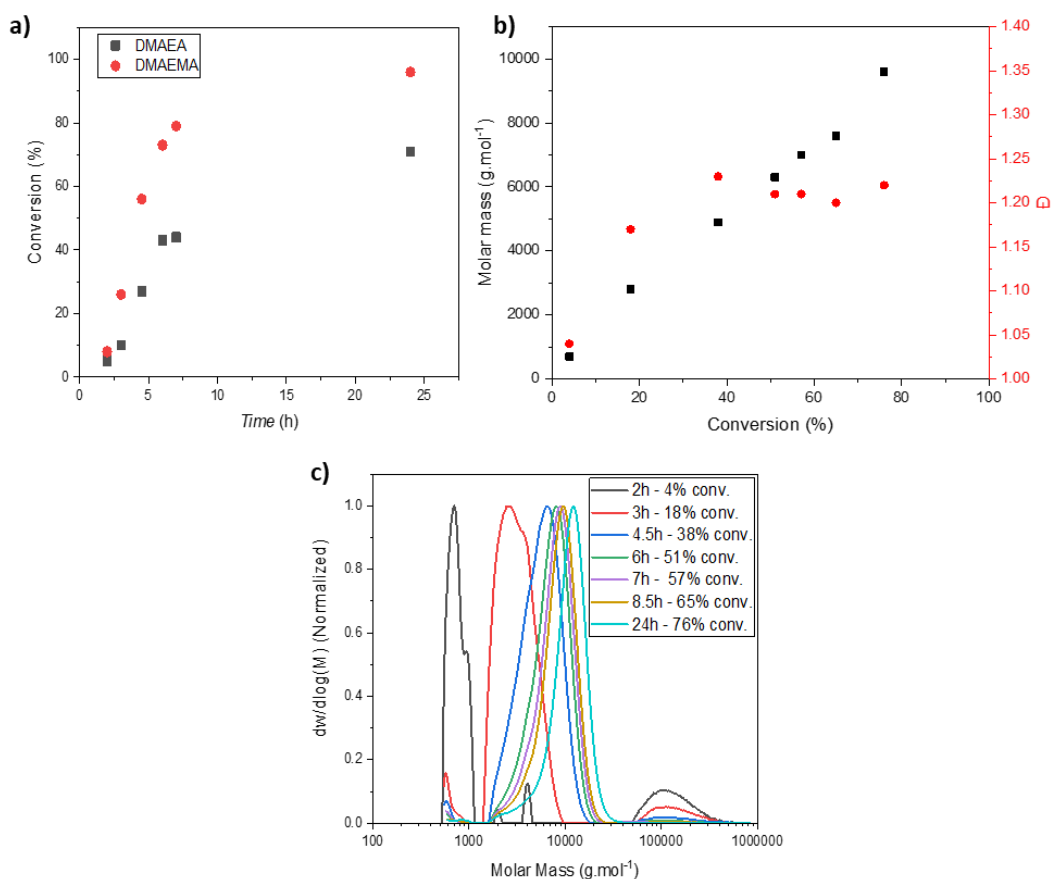 a)
DMAEA
DMAEMA
100
80
60
40
20
0
Conversion (%)
0 5 10 15 20 25
Time (h)
b)
10000
8000
6000
4000
2000
0
Molar mass (g.mol⁻¹)
1.40
1.35
1.30
1.25
1.20
1.15
1.10
1.05
1.00
Đ
0 20 40 60 80 100
Conversion (%)
c)
2h - 4% conv.
3h - 18% conv.
4.5h - 38% conv.
6h - 51% conv.
7h - 57% conv.
8.5h - 65% conv.
24h - 76% conv.
1.0
0.8
0.6
0.4
0.2
0.0
dw/dlog(M) (Normalized)
100 1000 10000 100000 1000000
Molar Mass (g.mol⁻¹)